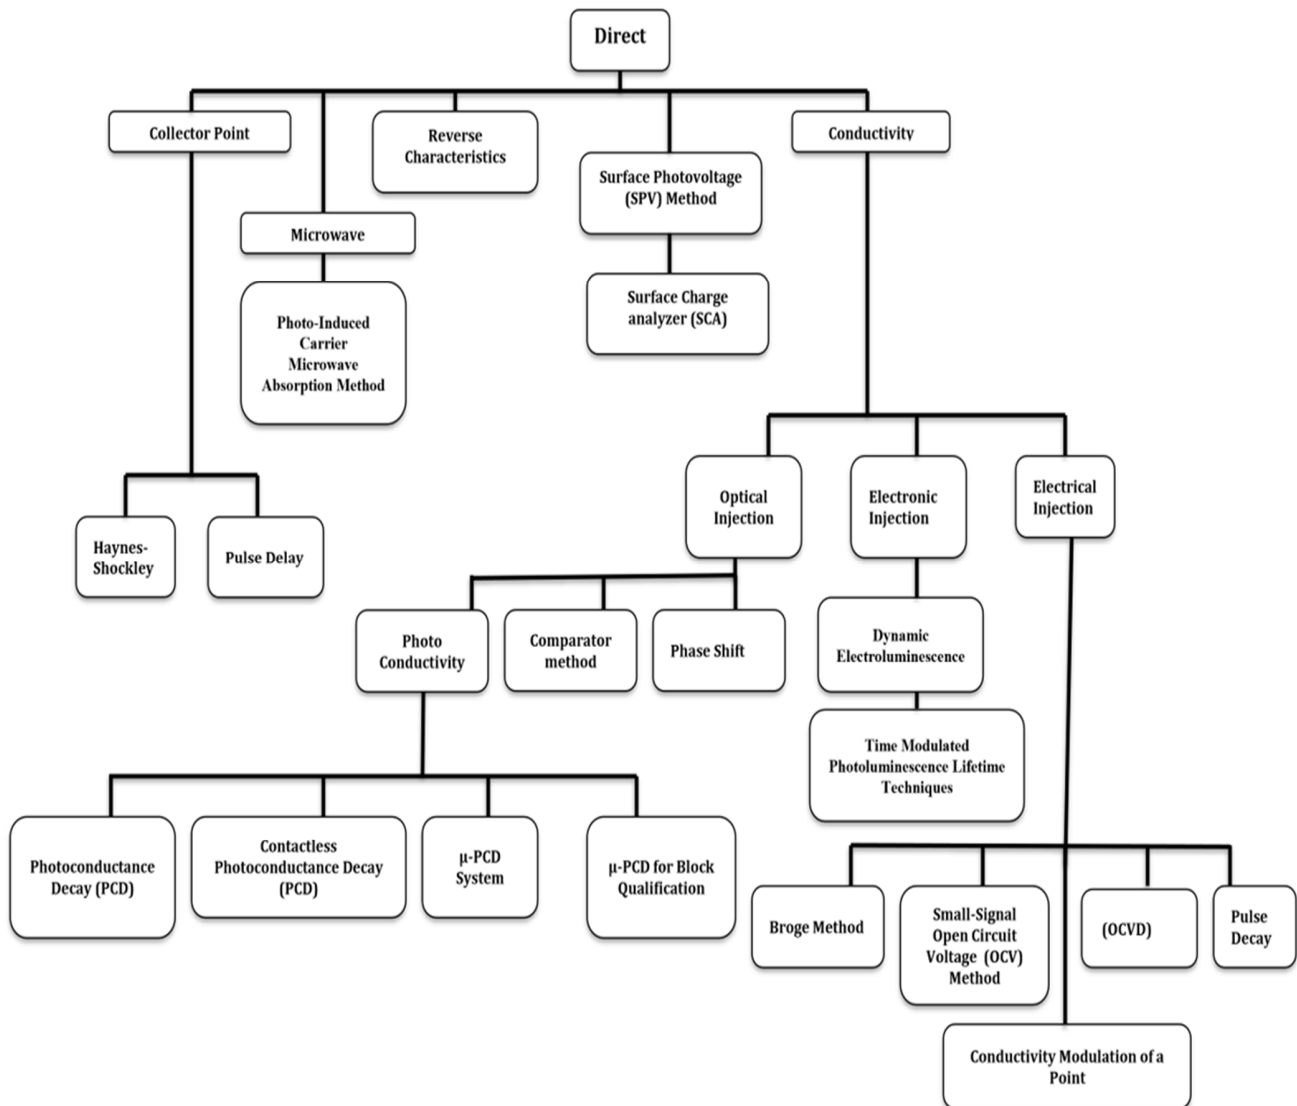 Direct
Collector Point
Reverse
Characteristics
Conductivity
Surface Photovoltage
(SPV) Method
Microwave
Surface Charge
analyzer (SCA)
Photo-Induced
Carrier
Microwave
Absorption Method
Optical
Injection
Electronic
Injection
Electrical
Injection
Haynes-
Shockley
Pulse Delay
Photo
Conductivity
Comparator
method
Phase Shift
Dynamic
Electroluminescence
Time Modulated
Photoluminescence Lifetime
Techniques
Photoconductance
Decay (PCD)
Contactless
Photoconductance Decay
(PCD)
μ-PCD
System
μ-PCD for Block
Qualification
Broge Method
Small-Signal
Open Circuit
Voltage (OCV)
Method
(OCVD)
Pulse
Decay
Conductivity Modulation of a
Point